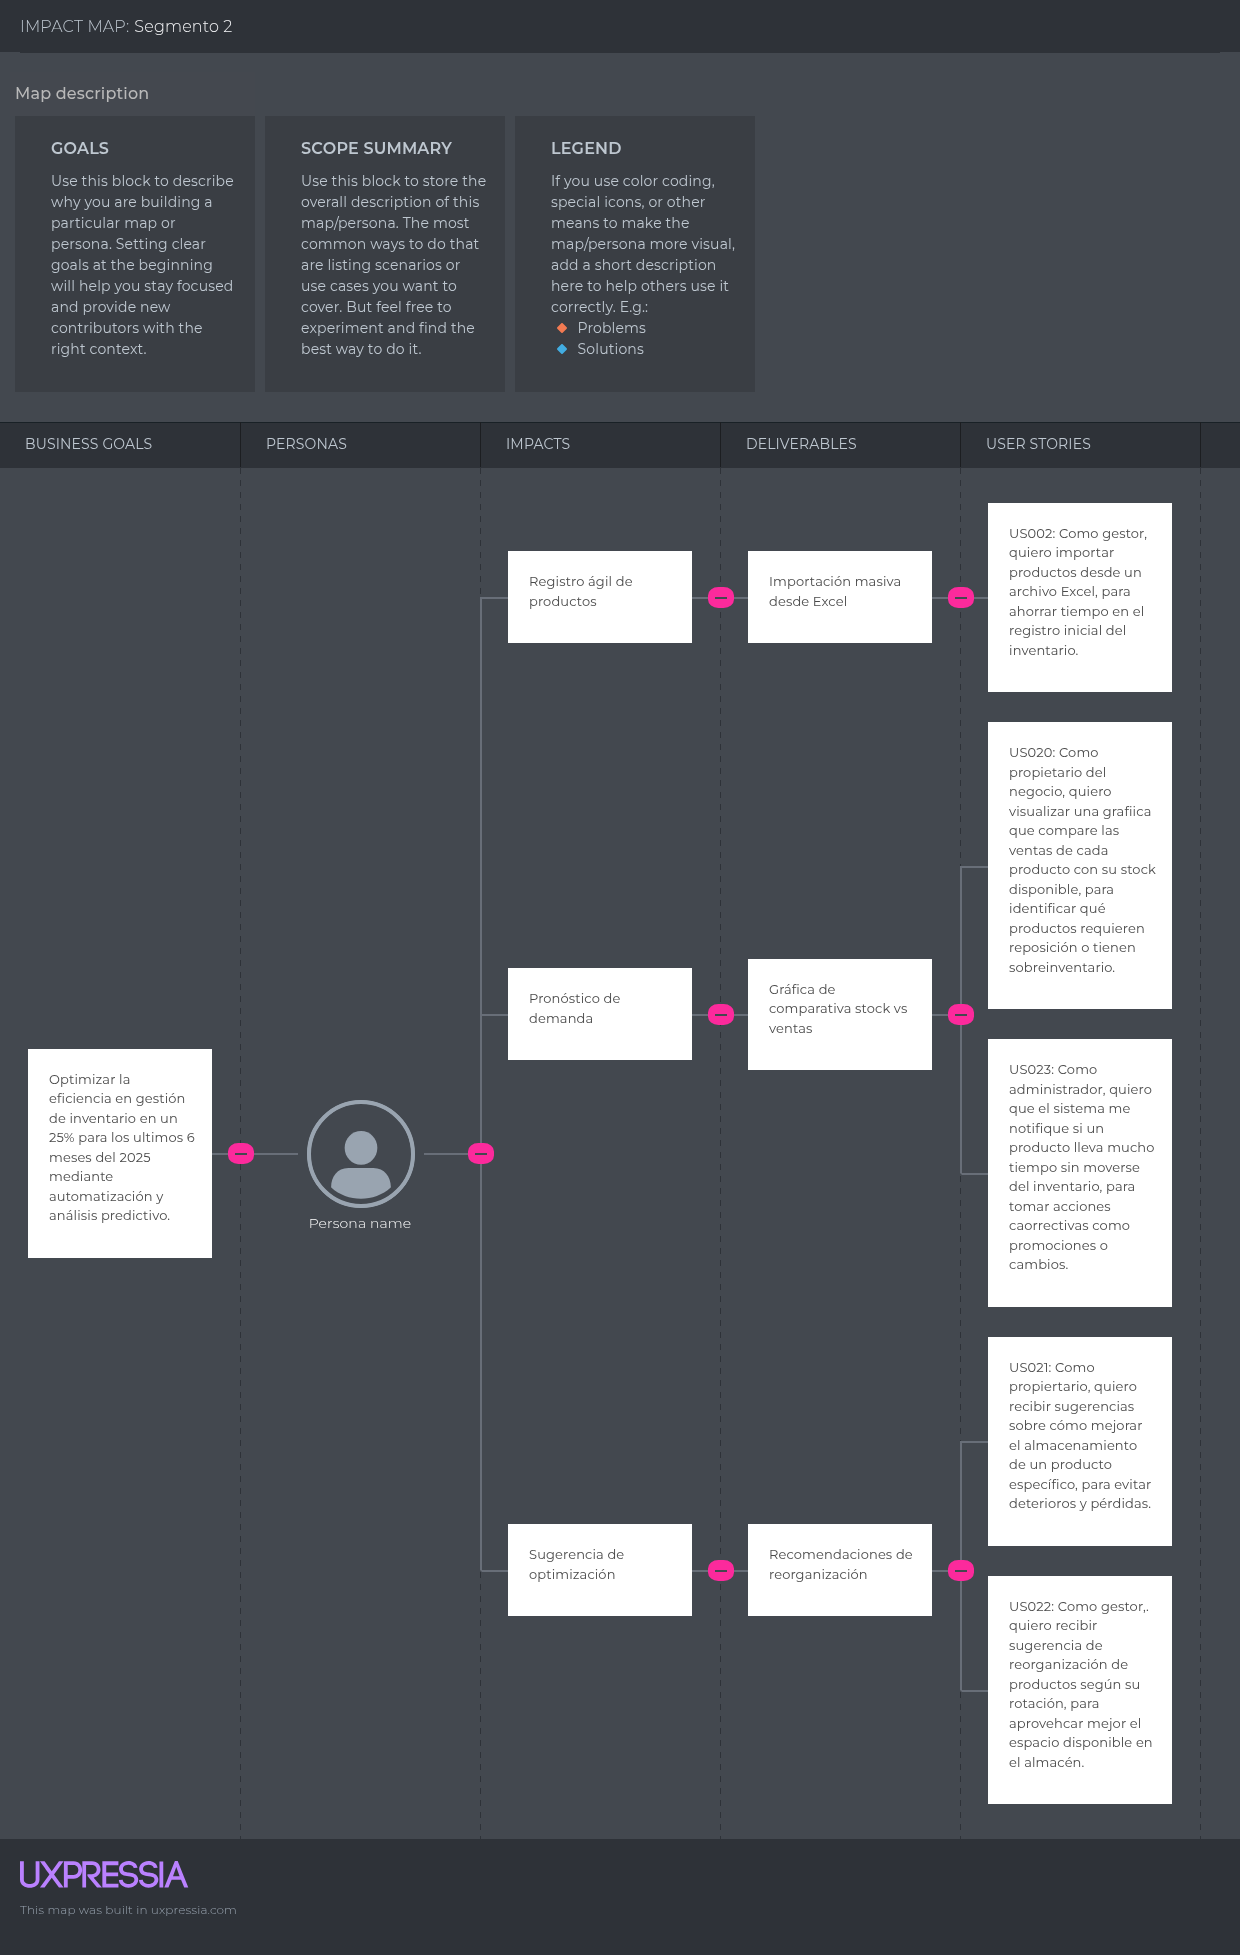 IMPACT MAP: Segmento 2
Map description
GOALS
Use this block to describe
why you are building a
particular map or
persona. Setting clear
goals at the beginning
will help you stay focused
and provide new
contributors with the
right context.
SCOPE SUMMARY
Use this block to store the
overall description of this
map/persona. The most
common ways to do that
are listing scenarios or
use cases you want to
cover. But feel free to
experiment and find the
best way to do it.
LEGEND
If you use color coding,
special icons, or other
means to make the
map/persona more visual,
add a short description
here to help others use it
correctly. E.g.:
Problems
Solutions
BUSINESS GOALS
PERSONAS
IMPACTS
DELIVERABLES
USER STORIES
Optimizar la
eficiencia en gestión
de inventario en un
25% para los ultimos 6
meses del 2025
mediante
automatización y
análisis predictivo.
Persona name
Registro ágil de
productos
Importación masiva
desde Excel
US002: Como gestor,
quiero importar
productos desde un
archivo Excel, para
ahorrar tiempo en el
registro inicial del
inventario.
Pronóstico de
demanda
Gráfica de
comparativa stock vs
ventas
US020: Como
propietario del
negocio, quiero
visualizar una grafiica
que compare las
ventas de cada
producto con su stock
disponible, para
identificar qué
productos requieren
reposición o tienen
sobreinventario.
US023: Como
administrador, quiero
que el sistema me
notifique si un
producto lleva mucho
tiempo sin moverse
del inventario, para
tomar acciones
caorrectivas como
promociones o
cambios.
Sugerencia de
optimización
Recomendaciones de
reorganización
US021: Como
propiertario, quiero
recibir sugerencias
sobre cómo mejorar
el almacenamiento
de un producto
específico, para evitar
deterioros y pérdidas.
US022: Como gestor,.
quiero recibir
sugerencia de
reorganización de
productos según su
rotación, para
aprovehcar mejor el
espacio disponible en
el almacén.
UXPRESSIA
This map was built in uxpressia.com